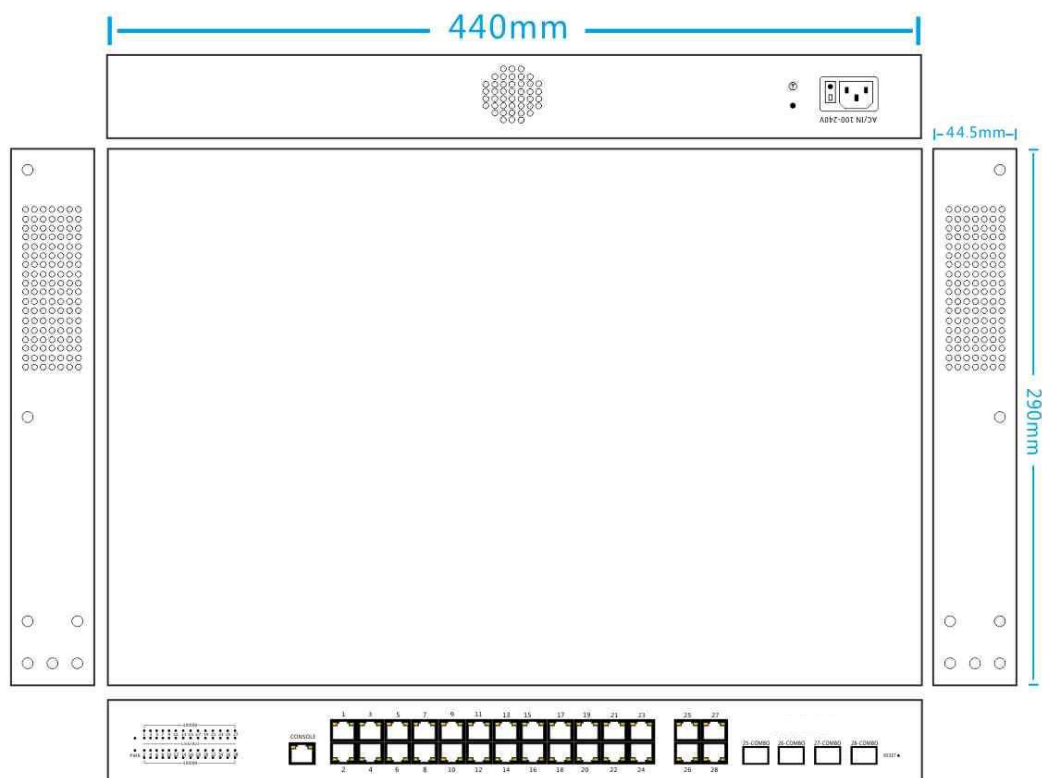 440mm
AC/IN 100-240V
44.5mm
290mm
CONSOLE
1 3 5 7 9 11 13 15 17 19 21 23 25 27
2 4 6 8 10 12 14 16 18 20 22 24 26 28
25-COMBO 26-COMBO 27-COMBO 28-COMBO
RESET